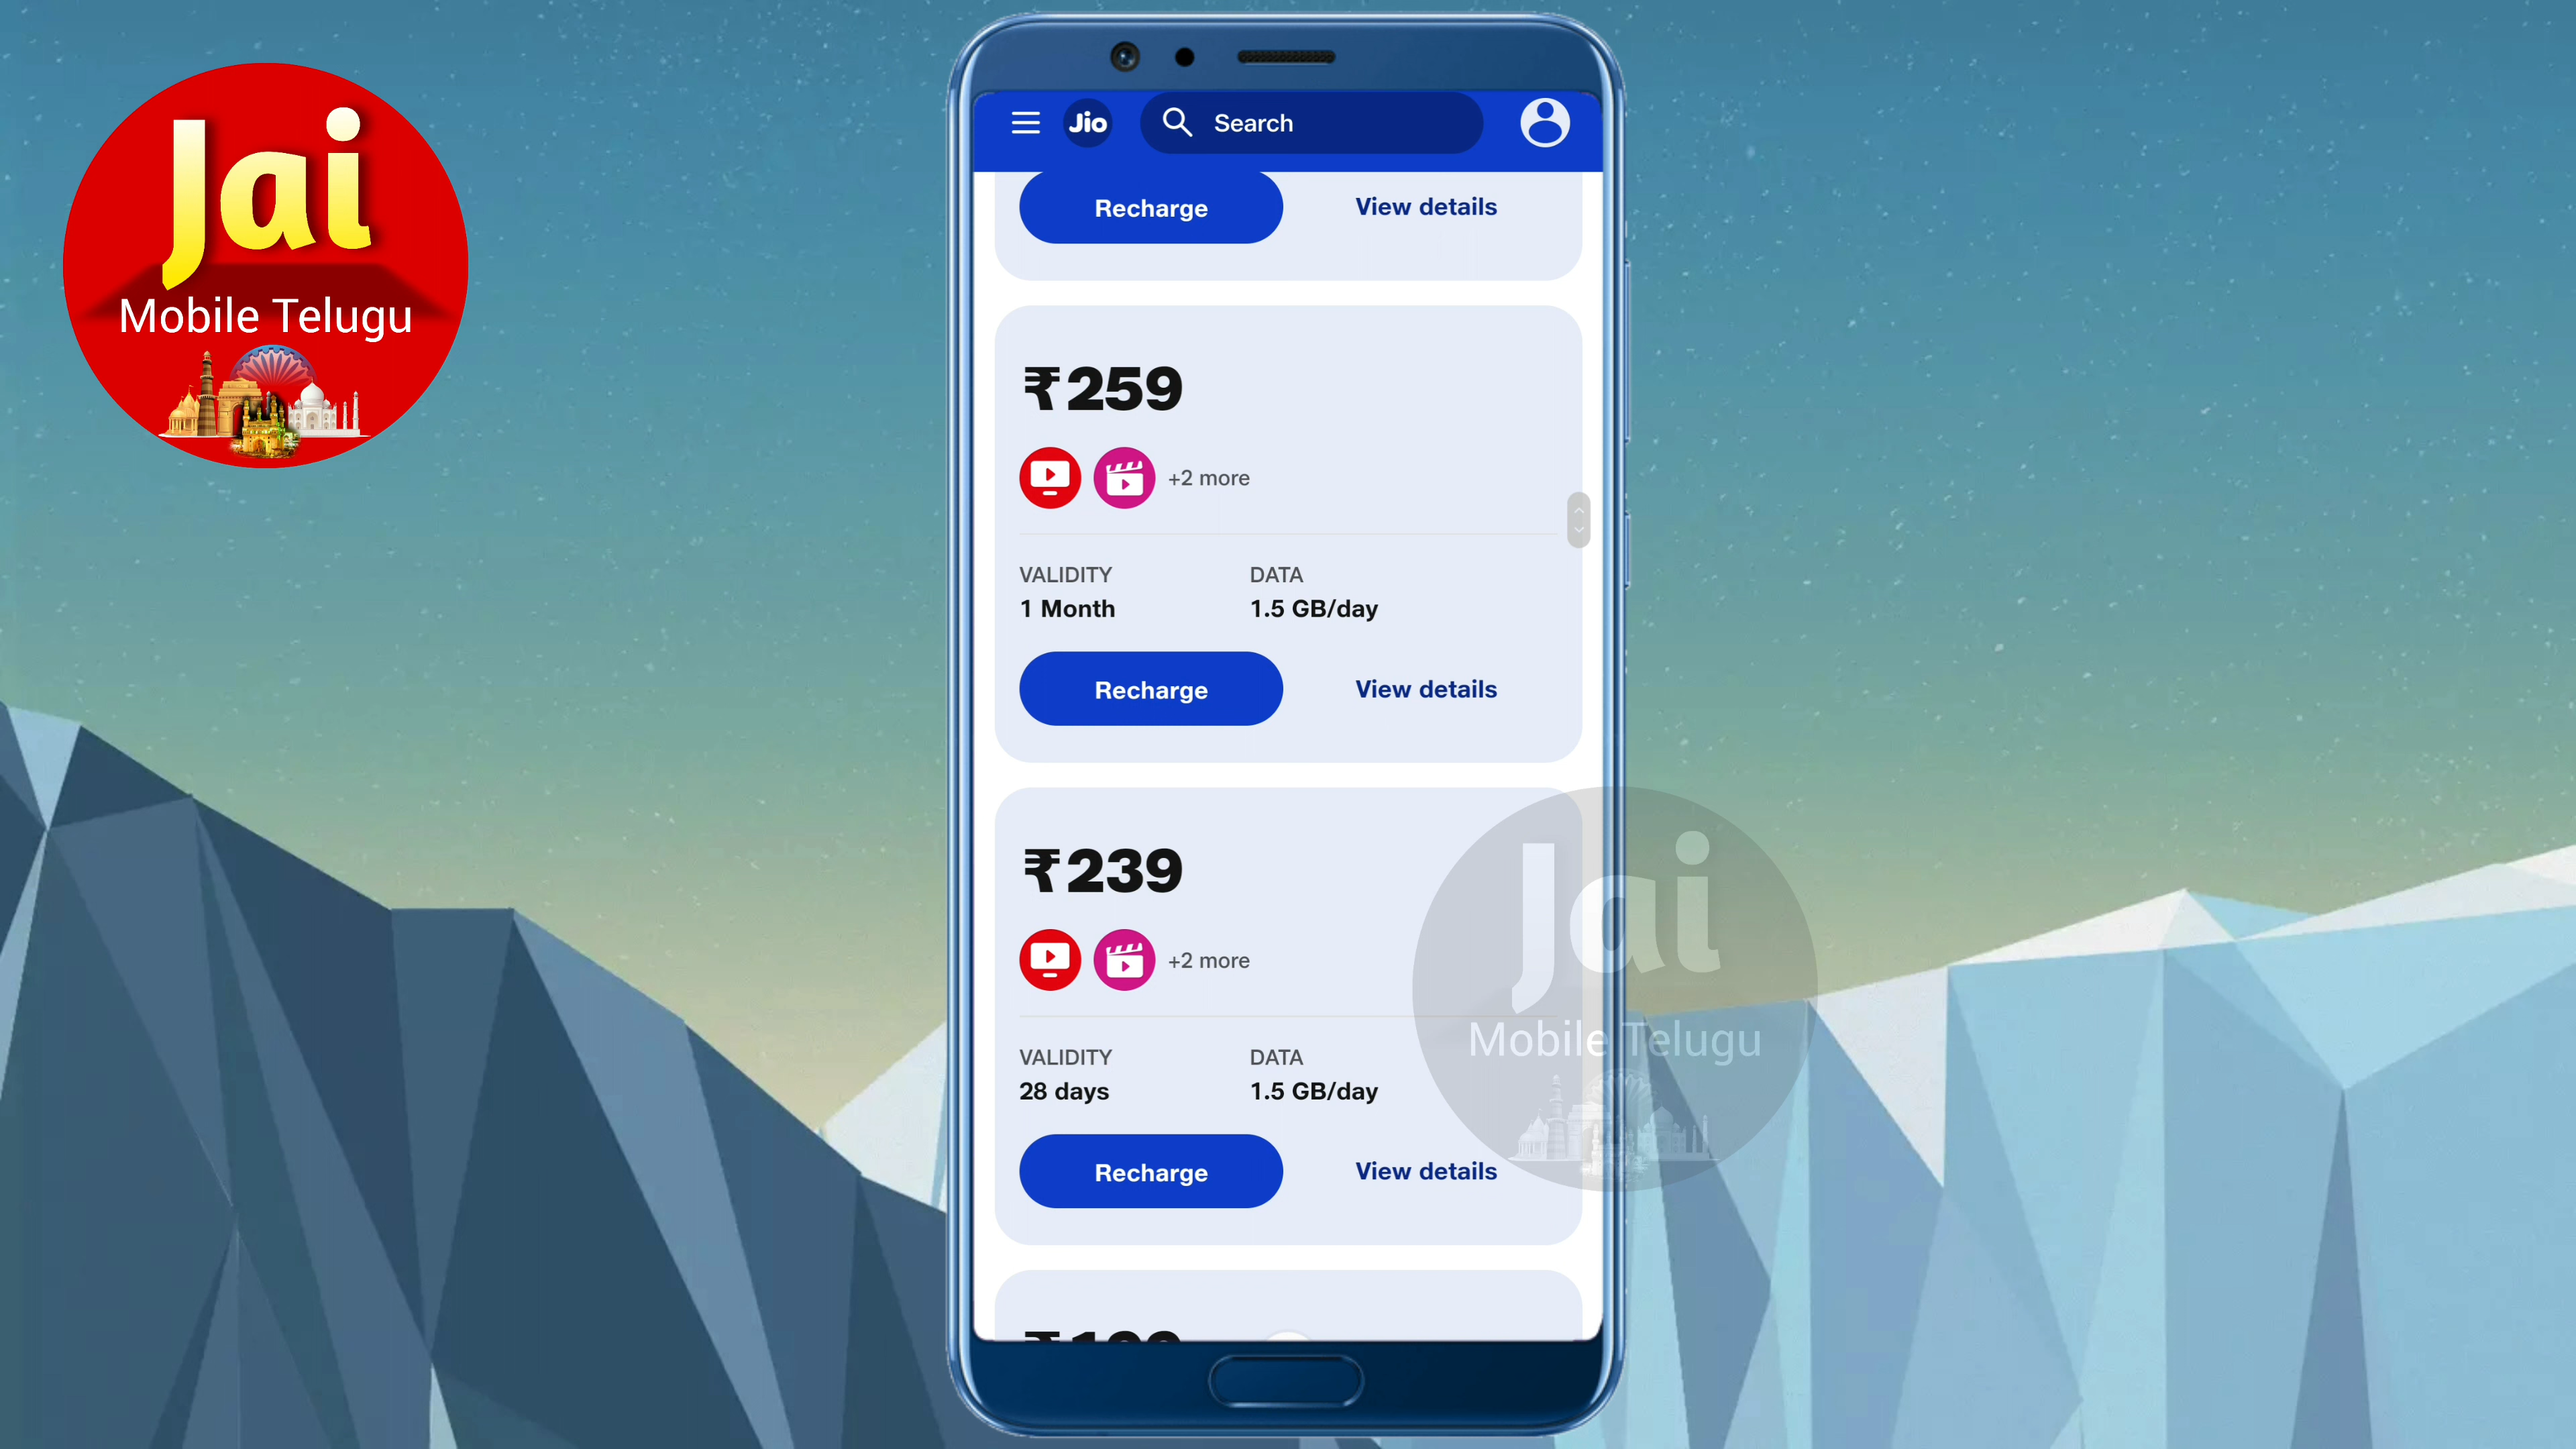 Jai
Mobile Telugu
Jio
Search
Recharge
View details
₹259
+2 more
VALIDITY
DATA
1 Month
1.5 GB/day
Recharge
View details
₹239
+2 more
VALIDITY
DATA
28 days
1.5 GB/day
Recharge
View details
Jai
Mobile Telugu